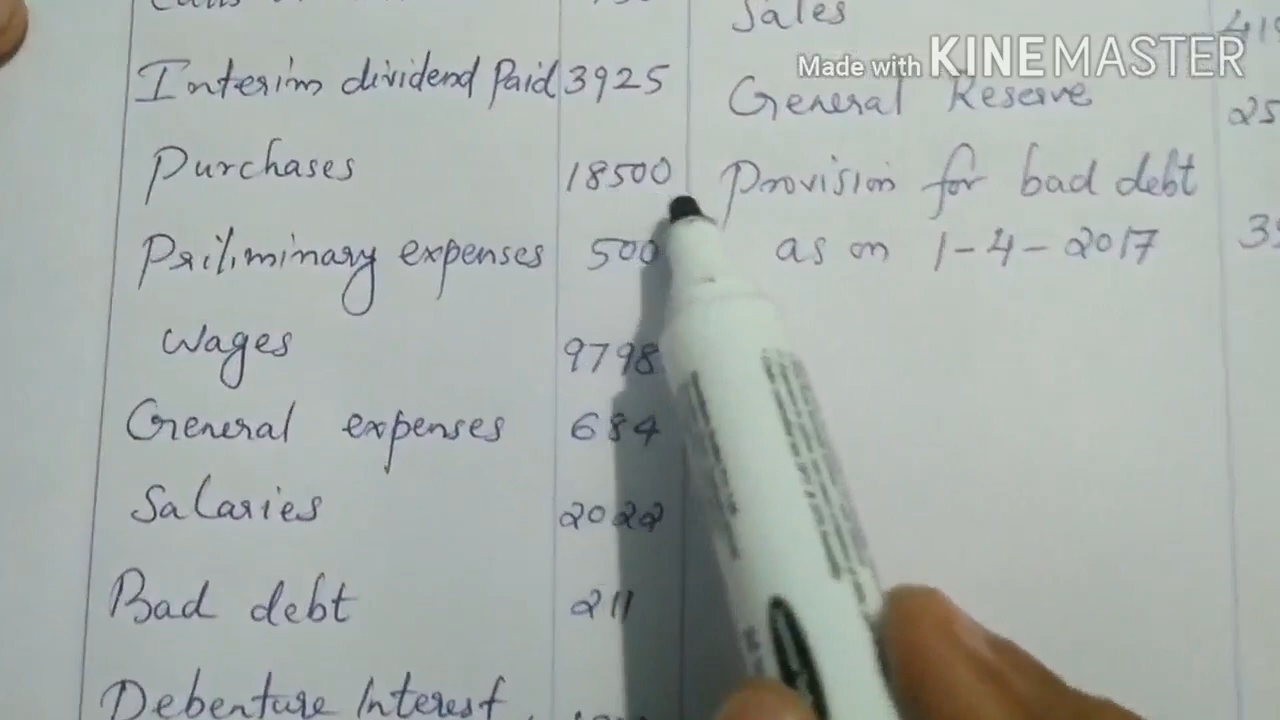 Sales
Made with KINEMASTER
Interim dividend Paid 3925
General Reserve
Purchases 18500
Provision for bad debt
Priliminary expenses 500
as on 1-4-2017
Wages 9798
General expenses 684
Salaries 2022
Bad debt 211
Debenture Interest